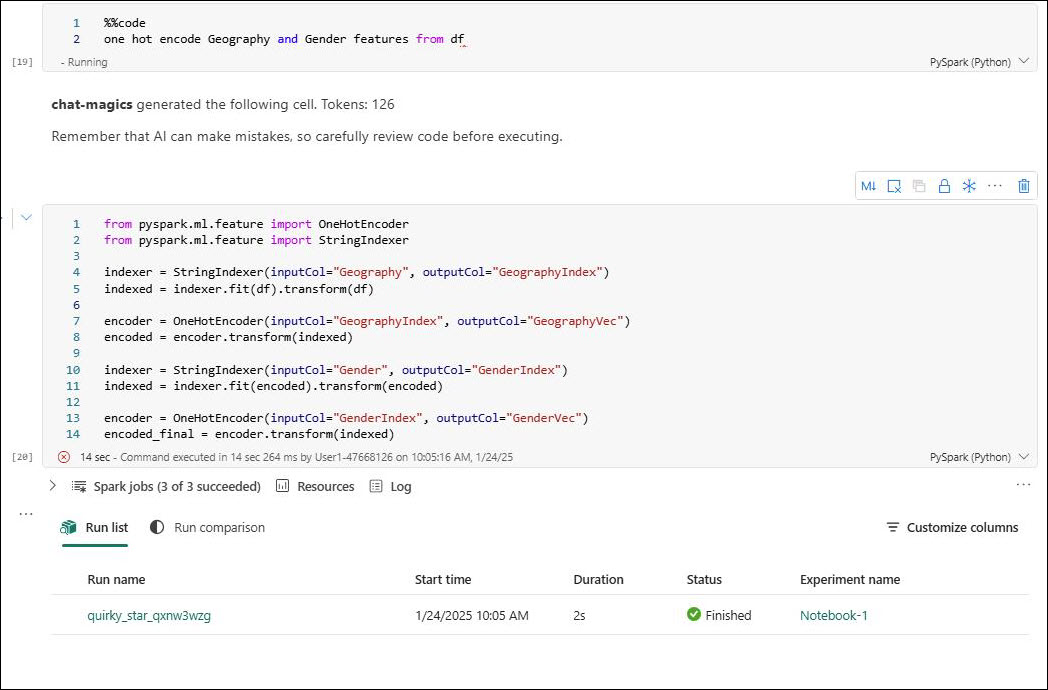 1 %%code
2 one hot encode Geography and Gender features from df
[19] - Running PySpark (Python)
chat-magics generated the following cell. Tokens: 126
Remember that AI can make mistakes, so carefully review code before executing.
M↓ ...
1 from pyspark.ml.feature import OneHotEncoder
2 from pyspark.ml.feature import StringIndexer
3
4 indexer = StringIndexer(inputCol="Geography", outputCol="GeographyIndex")
5 indexed = indexer.fit(df).transform(df)
6
7 encoder = OneHotEncoder(inputCol="GeographyIndex", outputCol="GeographyVec")
8 encoded = encoder.transform(indexed)
9
10 indexer = StringIndexer(inputCol="Gender", outputCol="GenderIndex")
11 indexed = indexer.fit(encoded).transform(encoded)
12
13 encoder = OneHotEncoder(inputCol="GenderIndex", outputCol="GenderVec")
14 encoded_final = encoder.transform(indexed)
[20] 14 sec - Command executed in 14 sec 264 ms by User1-47668126 on 10:05:16 AM, 1/24/25 PySpark (Python)
Spark jobs (3 of 3 succeeded) Resources Log ...
...
Run list Run comparison Customize columns
Run name Start time Duration Status Experiment name
quirky_star_qxnw3wzg 1/24/2025 10:05 AM 2s Finished Notebook-1